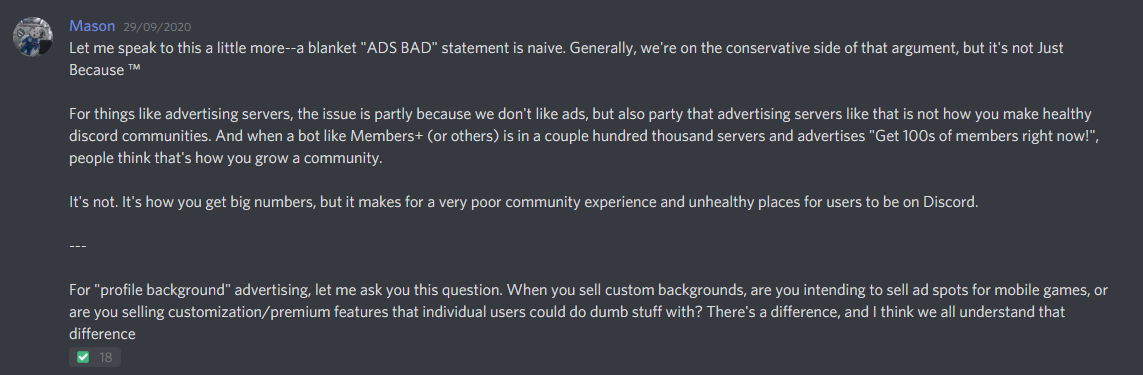 Mason 29/09/2020
Let me speak to this a little more--a blanket "ADS BAD" statement is naive. Generally, we're on the conservative side of that argument, but it's not Just
Because ™
For things like advertising servers, the issue is partly because we don't like ads, but also party that advertising servers like that is not how you make healthy
discord communities. And when a bot like Members+ (or others) is in a couple hundred thousand servers and advertises "Get 100s of members right now!",
people think that's how you grow a community.
It's not. It's how you get big numbers, but it makes for a very poor community experience and unhealthy places for users to be on Discord.
---
For "profile background" advertising, let me ask you this question. When you sell custom backgrounds, are you intending to sell ad spots for mobile games, or
are you selling customization/premium features that individual users could do dumb stuff with? There's a difference, and I think we all understand that
difference
18